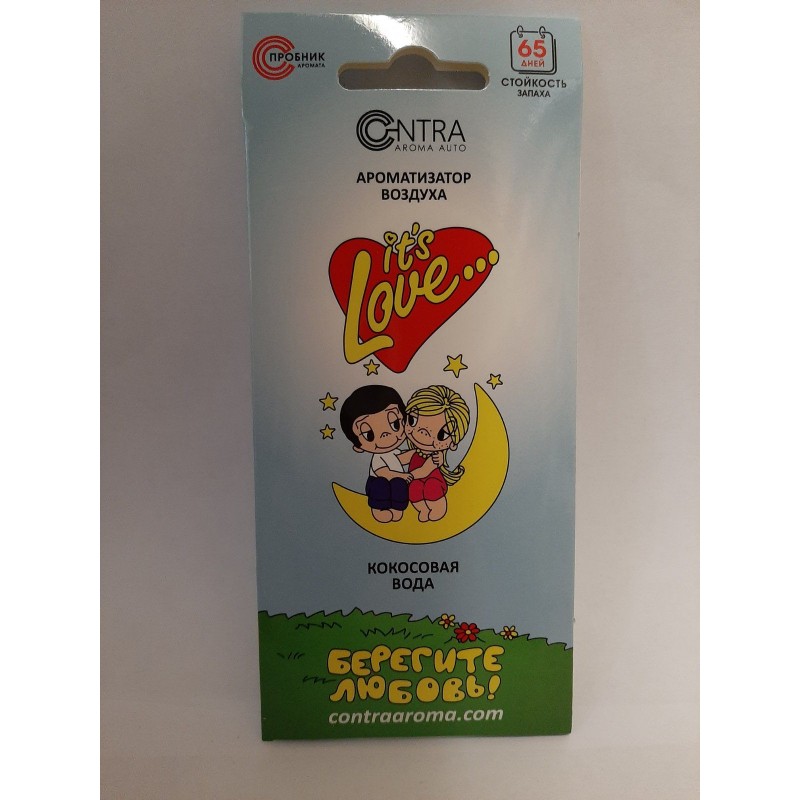 ПРОБНИК
АРОМАТА
65
ДНЕЙ
СТОЙКОСТЬ
ЗАПАХА
CONTRA
AROMA AUTO
АРОМАТИЗАТОР
ВОЗДУХА
it's
Love...
КОКОСОВАЯ
ВОДА
БЕРЕГИТЕ
ЛЮБОВЬ!
contraaroma.com